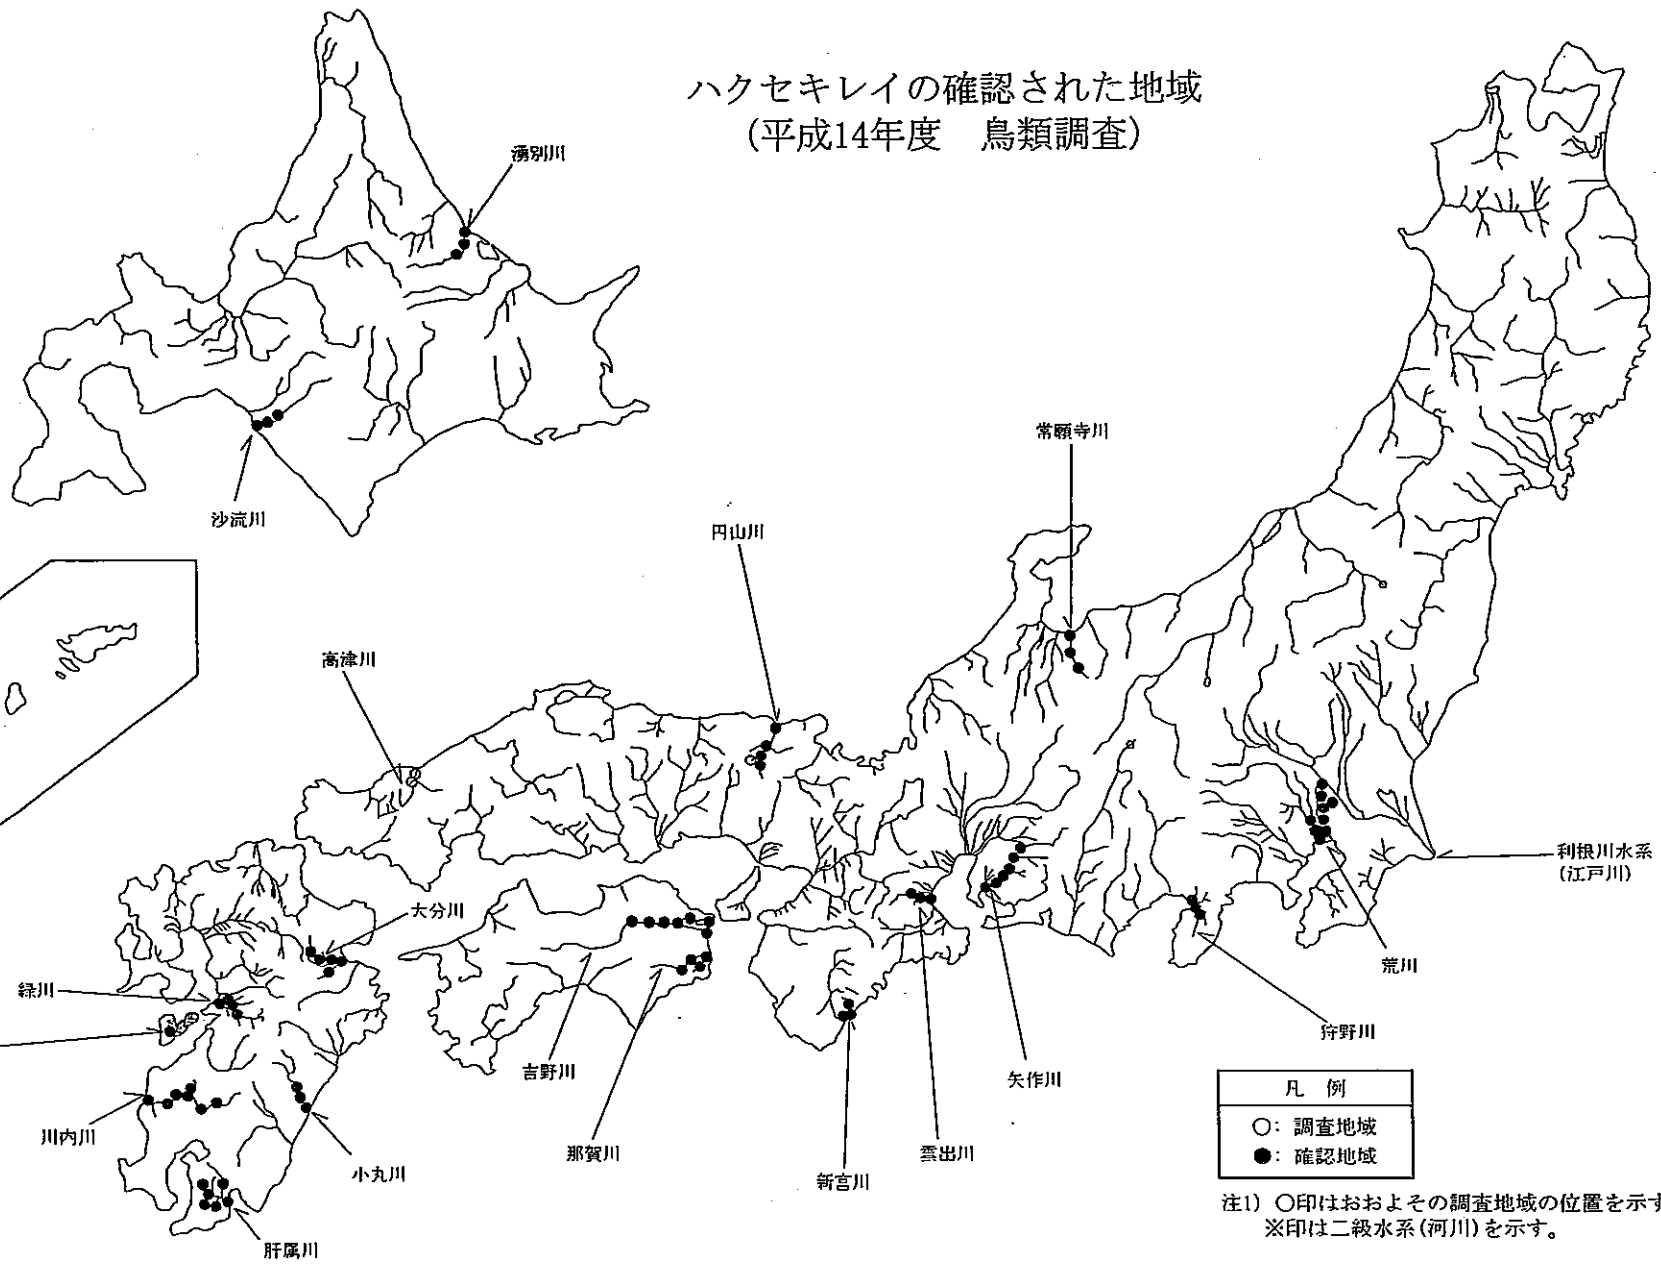 ハクセキレイの確認された地域
(平成14年度 鳥類調査)
湧別川
沙流川
常願寺川
円山川
高津川
利根川水系
(江戸川)
大分川
荒川
緑川
狩野川
吉野川
矢作川
川内川
小丸川
那賀川
雲出川
新宮川
肝属川
凡例
○: 調査地域
●: 確認地域
注1) ○印はおおよその調査地域の位置を示す
※印は二級水系(河川)を示す。